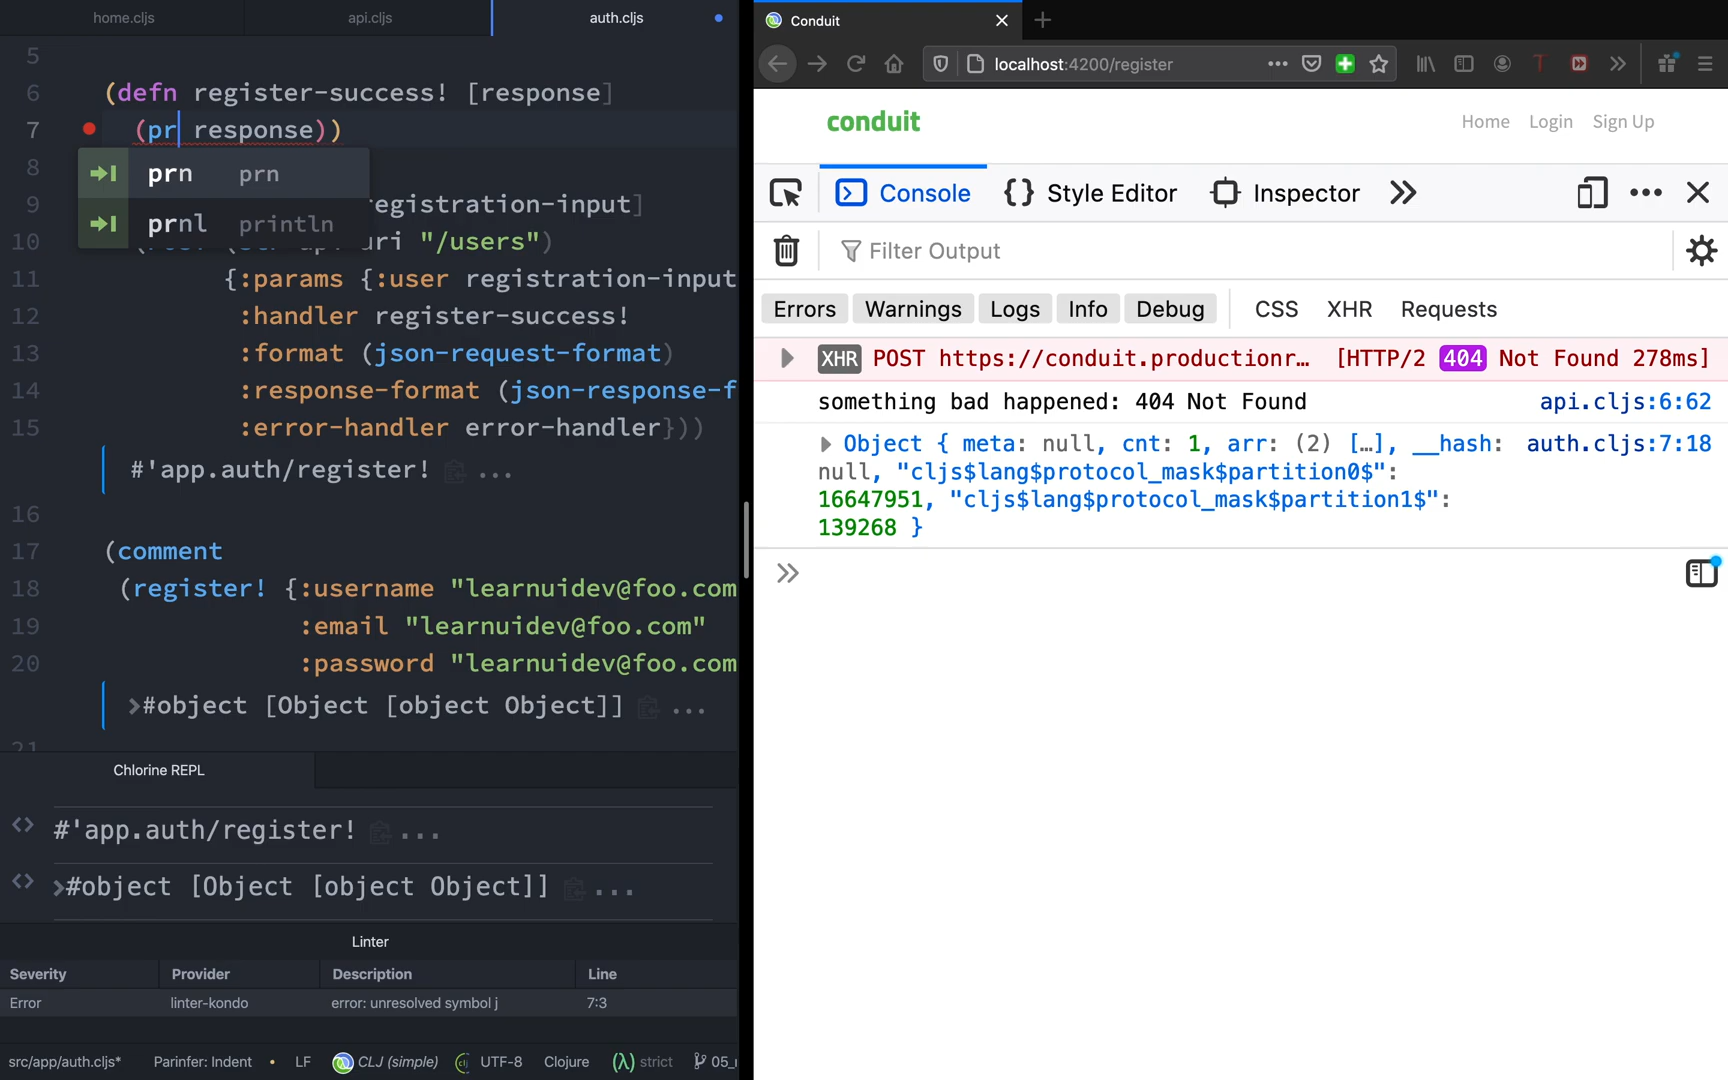 home.cljs api.cljs auth.cljs
5
6 (defn register-success! [response]
7 (pr response))
8 prn prn
prnl println
9 egistration-input]
10 uri "/users")
11 {:params {:user registration-input
12 :handler register-success!
13 :format (json-request-format)
14 :response-format (json-response-f
15 :error-handler error-handler}))
#'app.auth/register! ...
16
17 (comment
18 (register! {:username "learnuidev@foo.com
19 :email "learnuidev@foo.com"
20 :password "learnuidev@foo.com
>#object [Object [object Object]] ...
21
Chlorine REPL
<> #'app.auth/register! ...
<> >#object [Object [object Object]] ...
Linter
Severity Provider Description Line
Error linter-kondo error: unresolved symbol j 7:3
src/app/auth.cljs* Parinfer: Indent • LF CLJ (simple) clj UTF-8 Clojure (λ) strict 05_
Conduit
localhost:4200/register
conduit Home Login Sign Up
Console Style Editor Inspector
Filter Output
Errors Warnings Logs Info Debug CSS XHR Requests
XHR POST https://conduit.productionr… [HTTP/2 404 Not Found 278ms]
something bad happened: 404 Not Found api.cljs:6:62
Object { meta: null, cnt: 1, arr: (2) […], __hash: auth.cljs:7:18
null, "cljs$lang$protocol_mask$partition0$":
16647951, "cljs$lang$protocol_mask$partition1$":
139268 }